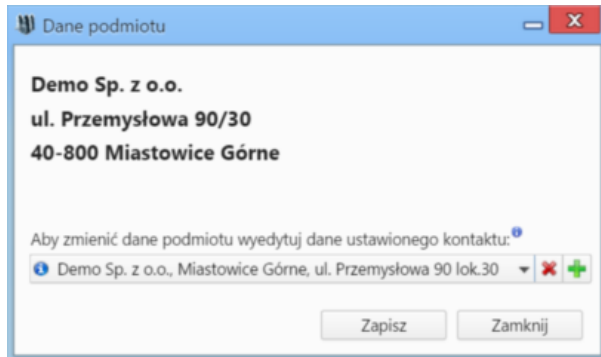 Dane podmiotu
Demo Sp. z o.o.
ul. Przemysłowa 90/30
40-800 Miastowice Górne
Aby zmienić dane podmiotu wyedytuj dane ustawionego kontaktu:
Demo Sp. z o.o., Miastowice Górne, ul. Przemysłowa 90 lok.30
Zapisz Zamknij